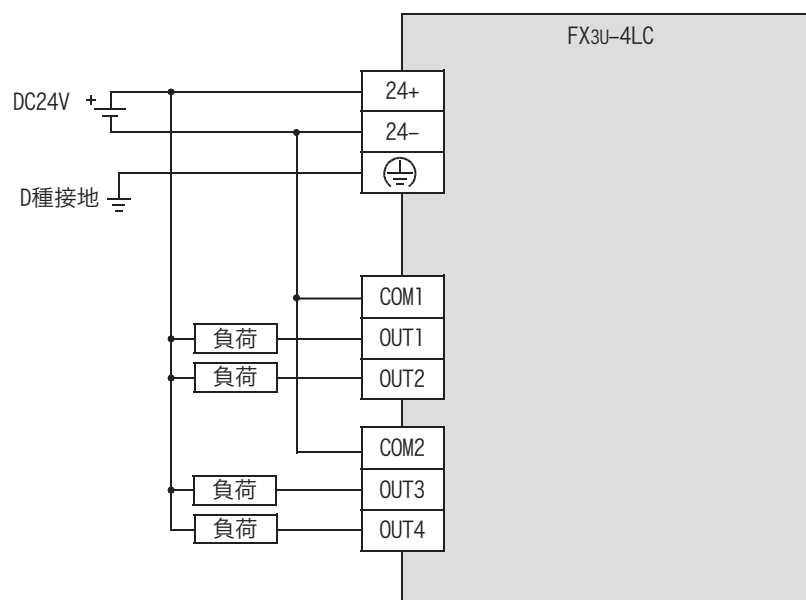 FX3U-4LC
24+
DC24V +
24-
D種接地
COM1
負荷 OUT1
負荷 OUT2
COM2
負荷 OUT3
負荷 OUT4